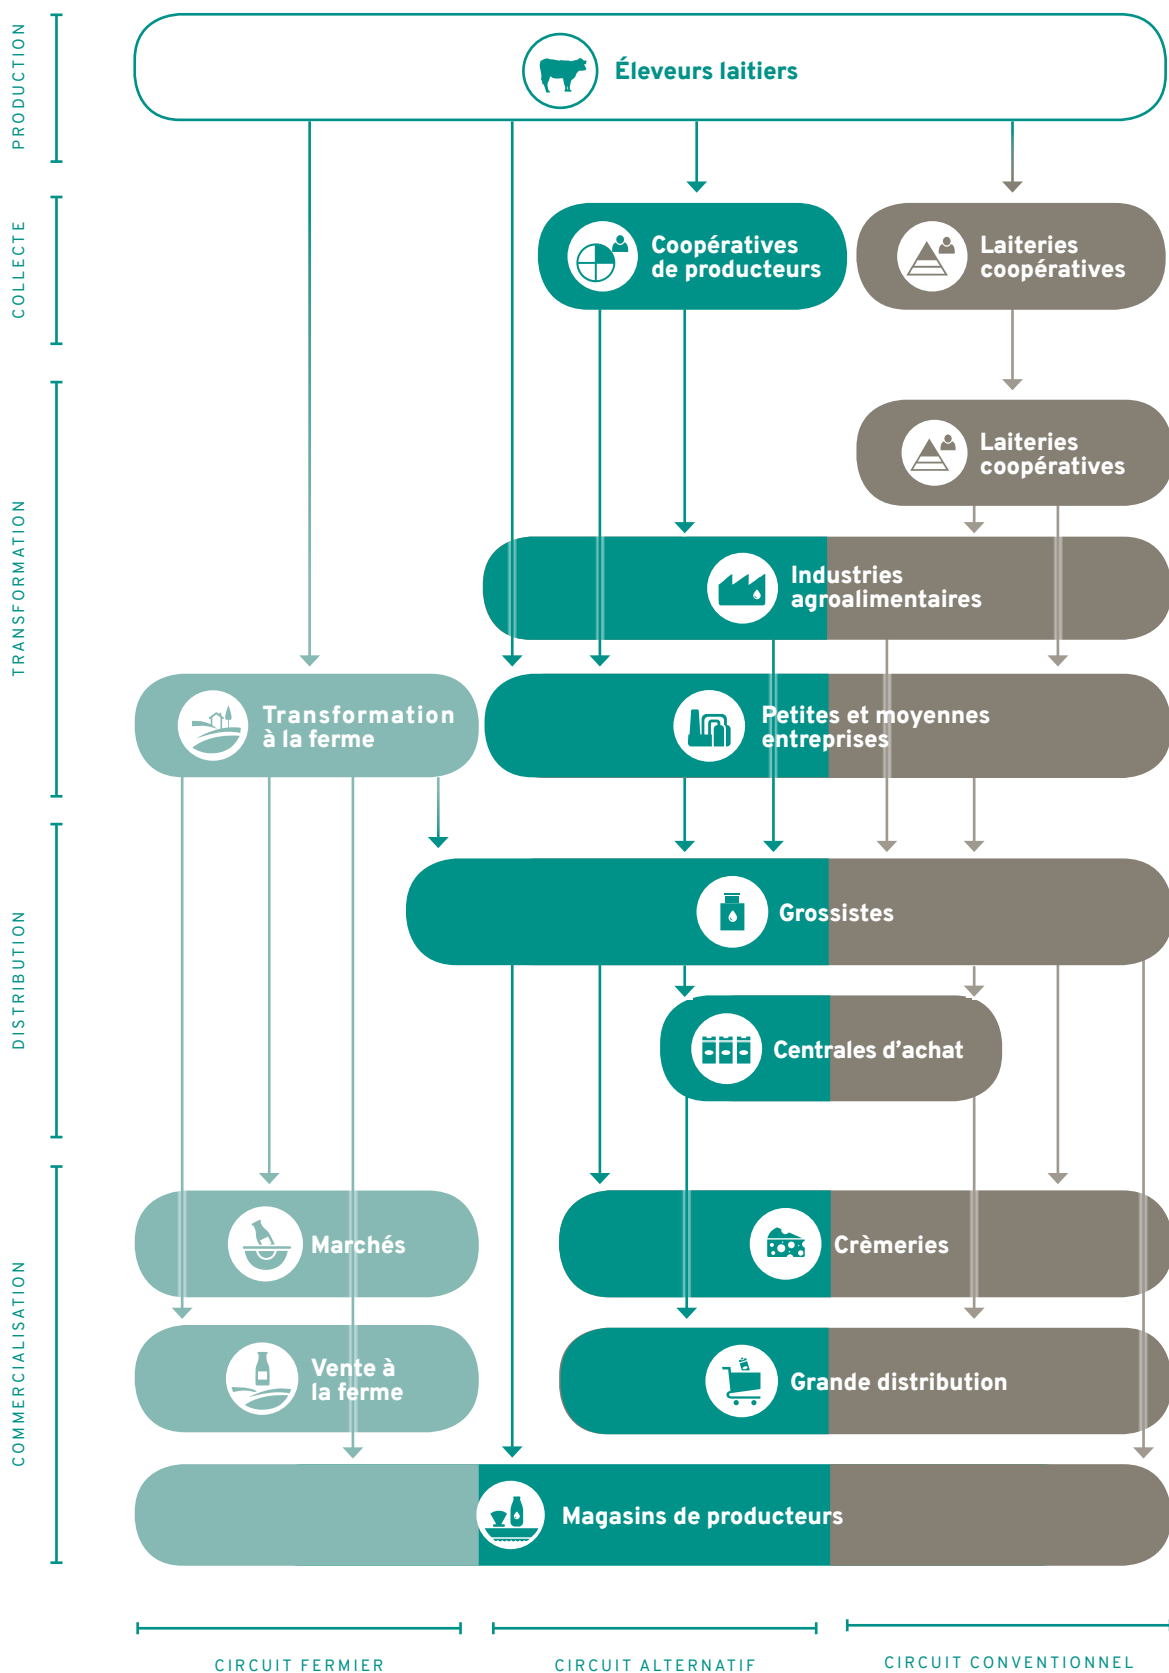 PRODUCTION
Éleveurs laitiers
COLLECTE
Coopératives
de producteurs
Laiteries
coopératives
TRANSFORMATION
Laiteries
coopératives
Industries
agroalimentaires
Transformation
à la ferme
Petites et moyennes
entreprises
DISTRIBUTION
Grossistes
Centrales d'achat
COMMERCIALISATION
Marchés
Crèmeries
Vente à
la ferme
Grande distribution
Magasins de producteurs
CIRCUIT FERMIER
CIRCUIT ALTERNATIF
CIRCUIT CONVENTIONNEL